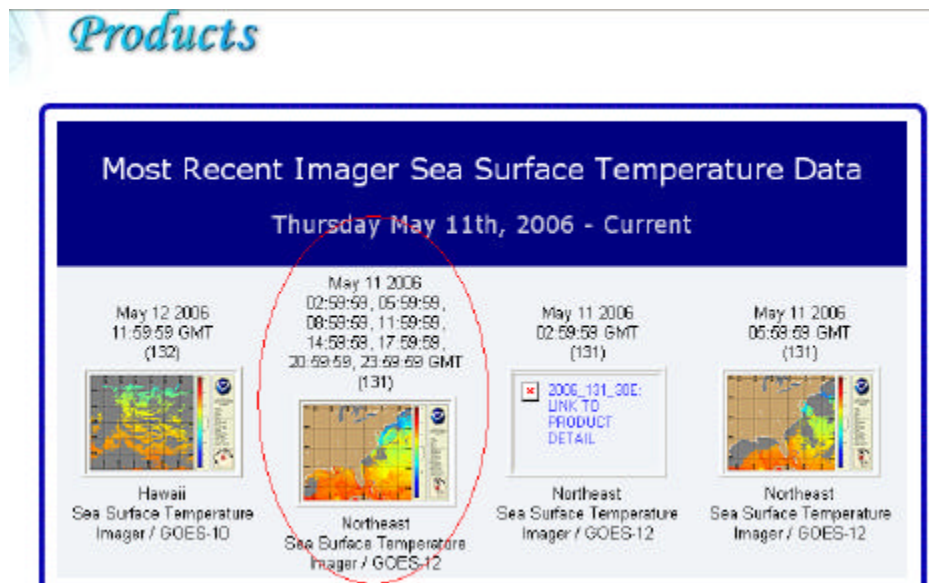 Products
Most Recent Imager Sea Surface Temperature Data
Thursday May 11th, 2006 - Current
May 12 2006
11:59:59 GMT
(132)
Hawaii
Sea Surface Temperature
Imager / GOES-10
May 11 2006
02:59:59, 05:59:59,
08:59:59, 11:59:59,
14:59:59, 17:59:59,
20:59:59, 23:59:59 GMT
(131)
Northeast
Sea Surface Temperature
Imager / GOES-12
May 11 2006
02:59:59 GMT
(131)
2006_131_30E:
LINK TO
PRODUCT
DETAIL
Northeast
Sea Surface Temperature
Imager / GOES-12
May 11 2006
05:59:59 GMT
(131)
Northeast
Sea Surface Temperature
Imager / GOES-12